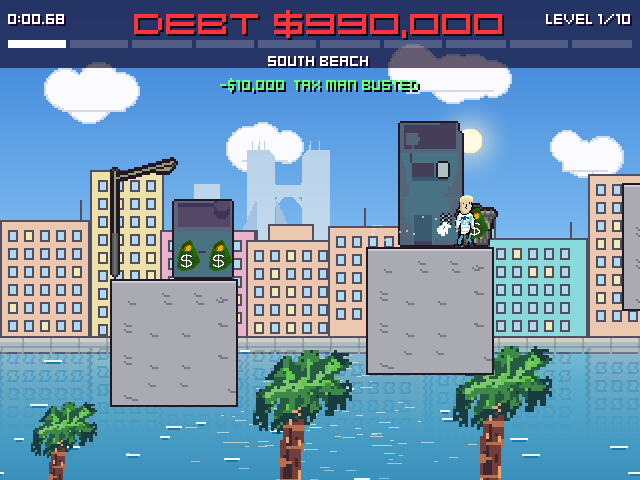 0:00.68
DEBT $990,000
LEVEL 1/10
SOUTH BEACH
-$10,000 TAX MAN BUSTED
$ $
$